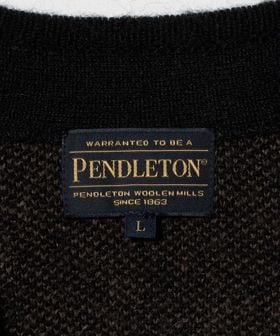 WARRANTED TO BE A
PENDLETON®
PENDLETON WOOLEN MILLS
SINCE 1863
L